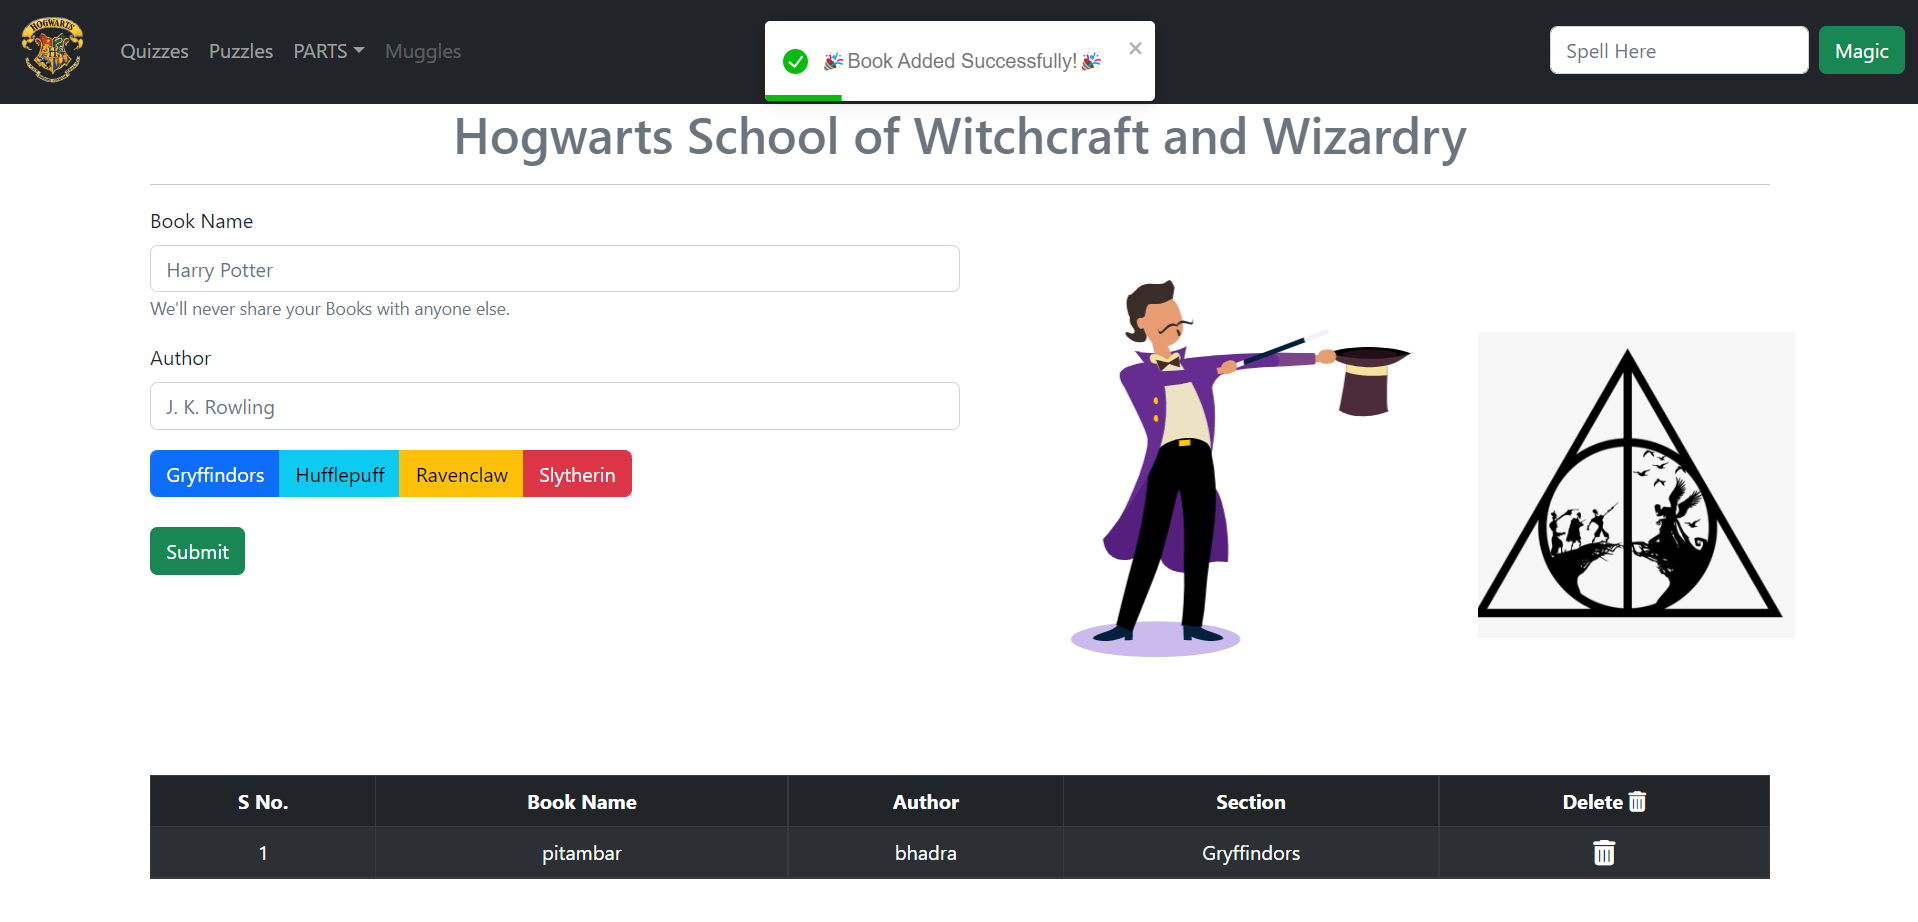 HOGWARTS
Quizzes Puzzles PARTS Muggles
🎉Book Added Successfully!🎉 ×
Spell Here Magic
Hogwarts School of Witchcraft and Wizardry
Book Name
Harry Potter
We'll never share your Books with anyone else.
Author
J. K. Rowling
Gryffindors Hufflepuff Ravenclaw Slytherin
Submit
S No. Book Name Author Section Delete
1 pitambar bhadra Gryffindors